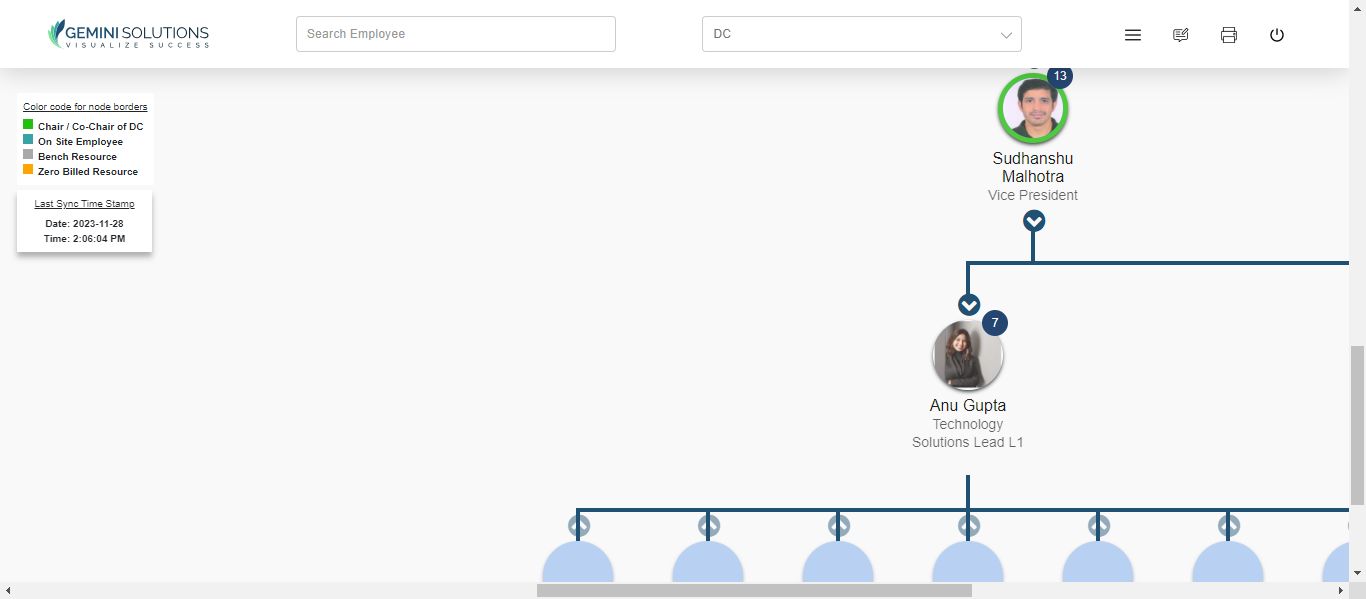 GEMINI SOLUTIONS
VISUALIZE SUCCESS
Search Employee
DC
Color code for node borders
Chair / Co-Chair of DC
On Site Employee
Bench Resource
Zero Billed Resource
Last Sync Time Stamp
Date: 2023-11-28
Time: 2:06:04 PM
13
Sudhanshu
Malhotra
Vice President
7
Anu Gupta
Technology
Solutions Lead L1